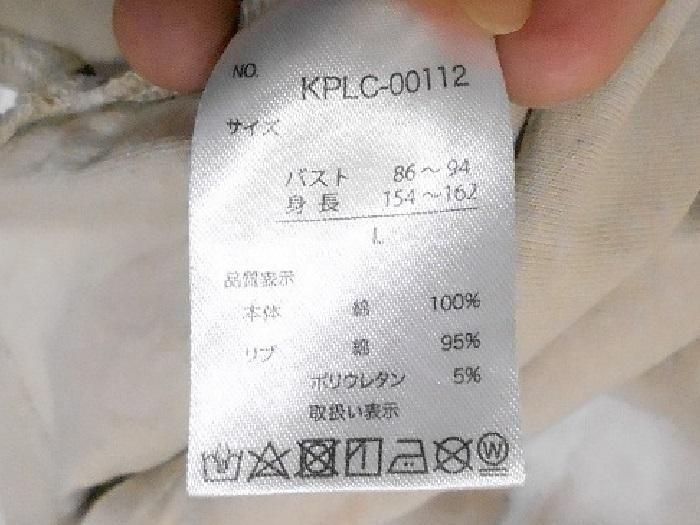 NO. KPLC-00112
サイズ
バスト 86～94
身長 154～162
L
品質表示
本体 綿 100%
リブ 綿 95%
ポリウレタン 5%
取扱い表示
W